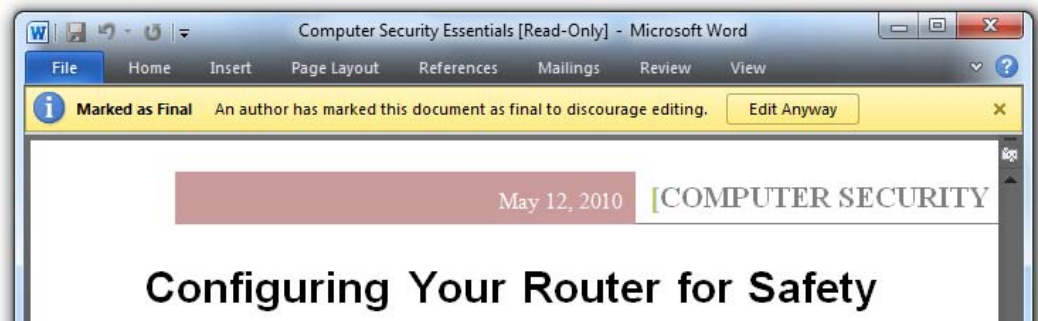 Computer Security Essentials [Read-Only] - Microsoft Word
File Home Insert Page Layout References Mailings Review View
Marked as Final An author has marked this document as final to discourage editing. Edit Anyway
May 12, 2010 [COMPUTER SECURITY
Configuring Your Router for Safety